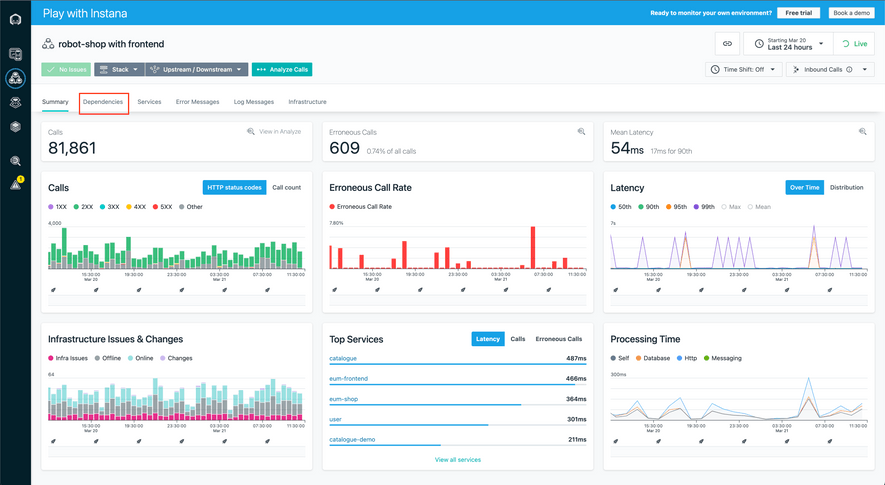 Play with Instana
Ready to monitor your own environment?
Free trial
Book a demo
robot-shop with frontend
Starting Mar 20
Last 24 hours
Live
No Issues
Stack
Upstream / Downstream
Analyze Calls
Time Shift: Off
Inbound Calls
Summary
Dependencies
Services
Error Messages
Log Messages
Infrastructure
1
Calls
View in Analyze
81,861
Erroneous Calls
609 0.74% of all calls
Mean Latency
54ms 17ms for 90th
Calls
HTTP status codes
Call count
1XX 2XX 3XX 4XX 5XX Other
4,000
15:30:00 19:30:00 23:30:00 03:30:00 07:30:00 11:30:00
Mar 20 Mar 21
Erroneous Call Rate
Erroneous Call Rate
7.80%
15:30:00 19:30:00 23:30:00 03:30:00 07:30:00 11:30:00
Mar 20 Mar 21
Latency
Over Time
Distribution
50th 90th 95th 99th Max Mean
7s
15:30:00 19:30:00 23:30:00 03:30:00 07:30:00 11:30:00
Mar 20 Mar 21
Infrastructure Issues & Changes
Infra Issues Offline Online Changes
64
15:30:00 19:30:00 23:30:00 03:30:00 07:30:00 11:30:00
Mar 20 Mar 21
Top Services
Latency
Calls
Erroneous Calls
catalogue 487ms
eum-frontend 466ms
eum-shop 364ms
user 301ms
catalogue-demo 211ms
View all services
Processing Time
Self Database Http Messaging
300ms
15:30:00 19:30:00 23:30:00 03:30:00 07:30:00 11:30:00
Mar 20 Mar 21